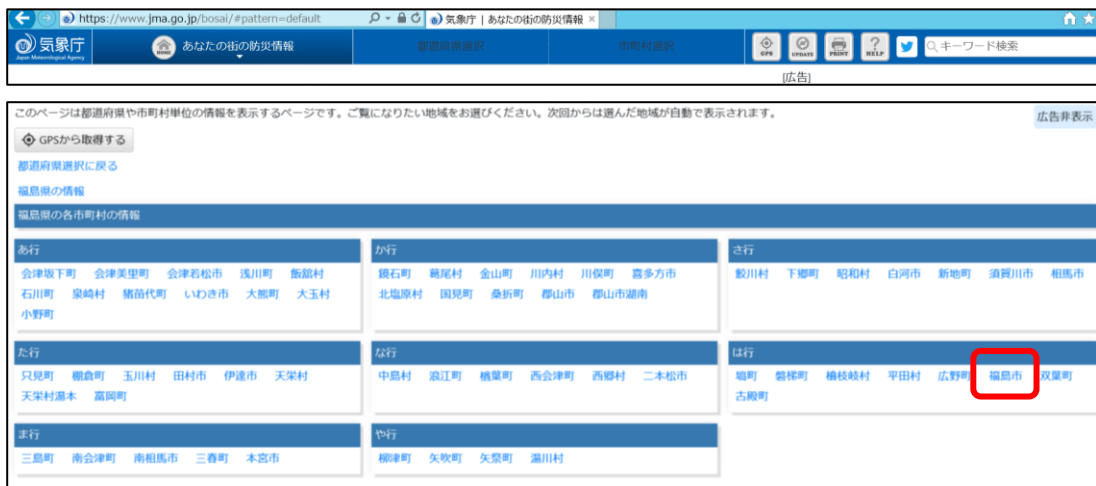 https://www.jma.go.jp/bosai/#pattern=default
気象庁 | あなたの街の防災情報 ×
気象庁
Japan Meteorological Agency
HOME
あなたの街の防災情報
都道府県選択
市町村選択
GPS
UPDATE
PRINT
HELP
キーワード検索
[広告]
このページは都道府県や市町村単位の情報を表示するページです。ご覧になりたい地域をお選びください。次回からは選んだ地域が自動で表示されます。
広告非表示
GPSから取得する
都道府県選択に戻る
福島県の情報
福島県の各市町村の情報
あ行
会津坂下町 会津美里町 会津若松市 浅川町 飯舘村
石川町 泉崎村 猪苗代町 いわき市 大熊町 大玉村
小野町
か行
鏡石町 葛尾村 金山町 川内村 川俣町 喜多方市
北塩原村 国見町 桑折町 郡山市 郡山市湖南
さ行
鮫川村 下郷町 昭和村 白河市 新地町 須賀川市 相馬市
た行
只見町 棚倉町 玉川村 田村市 伊達市 天栄村
天栄村湯本 富岡町
な行
中島村 浪江町 楢葉町 西会津町 西郷村 二本松市
は行
塙町 磐梯町 檜枝岐村 平田村 広野町 福島市 双葉町
古殿町
ま行
三島町 南会津町 南相馬市 三春町 本宮市
や行
柳津町 矢吹町 矢祭町 湯川村